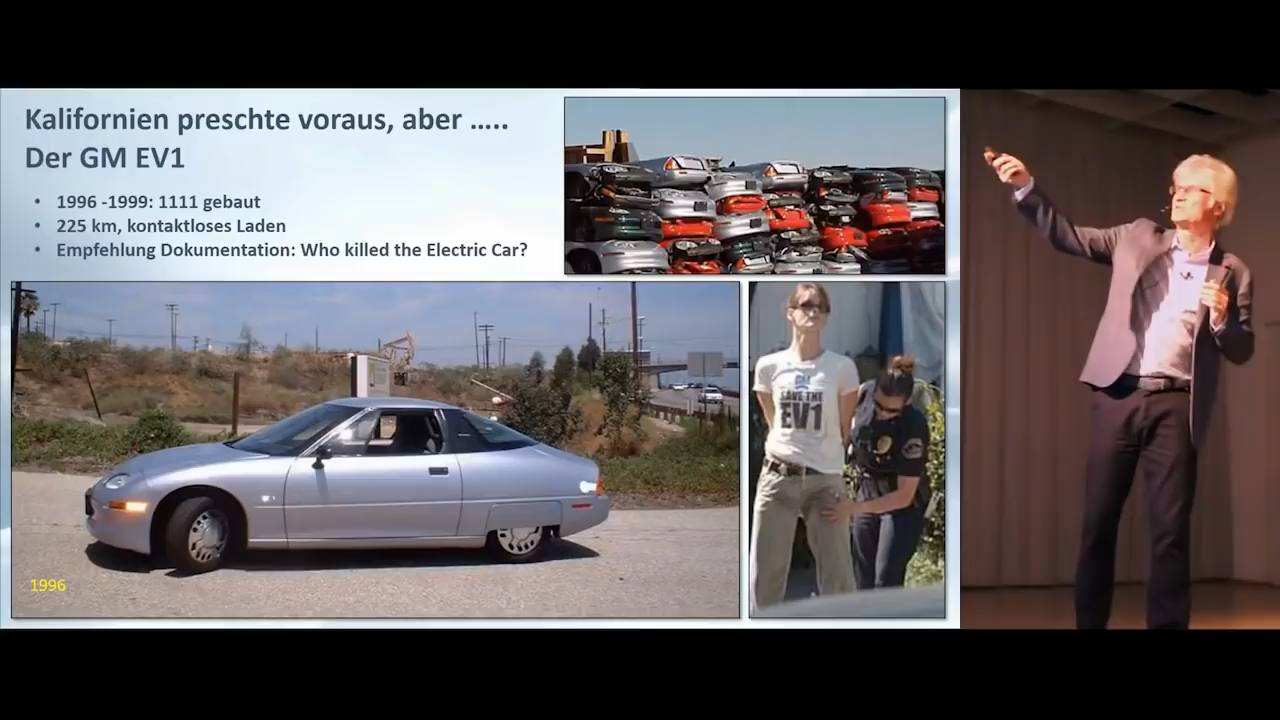 Kalifornien preschte voraus, aber …..
Der GM EV1
• 1996 -1999: 1111 gebaut
• 225 km, kontaktloses Laden
• Empfehlung Dokumentation: Who killed the Electric Car?
GM
SAVE THE
EV1
1996